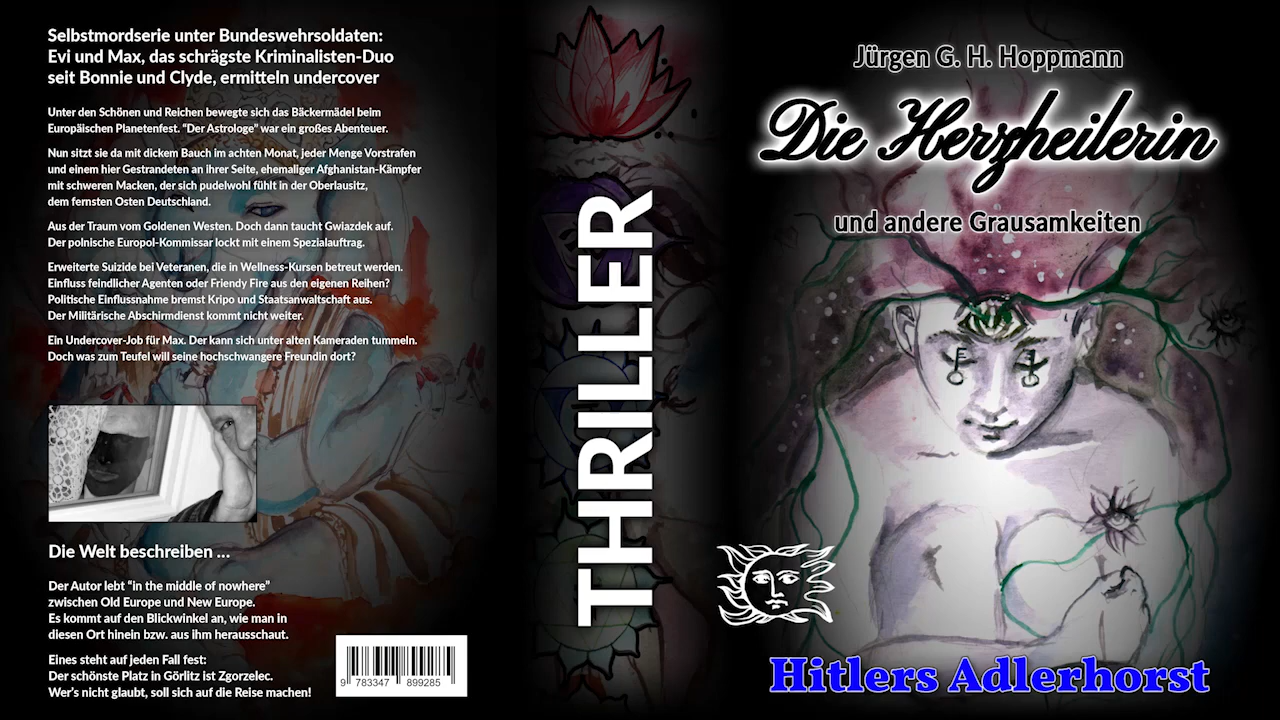 Selbstmordserie unter Bundeswehrsoldaten:
Evi und Max, das schrägste Kriminalisten-Duo
seit Bonnie und Clyde, ermitteln undercover
Unter den Schönen und Reichen bewegte sich das Bäckermädel beim
Europäischen Planetenfest. “Der Astrologe” war ein großes Abenteuer.
Nun sitzt sie da mit dickem Bauch im achten Monat, jeder Menge Vorstrafen
und einem hier Gestrandeten an ihrer Seite, ehemaliger Afghanistan-Kämpfer
mit schweren Macken, der sich pudelwohl fühlt in der Oberlausitz,
dem fernsten Osten Deutschland.
Aus der Traum vom Goldenen Westen. Doch dann taucht Gwiazdek auf.
Der polnische Europol-Kommissar lockt mit einem Spezialauftrag.
Erweiterte Suizide bei Veteranen, die in Wellness-Kursen betreut werden.
Einfluss feindlicher Agenten oder Friendy Fire aus den eigenen Reihen?
Politische Einflussnahme bremst Kripo und Staatsanwaltschaft aus.
Der Militärische Abschirmdienst kommt nicht weiter.
Ein Undercover-Job für Max. Der kann sich unter alten Kameraden tummeln.
Doch was zum Teufel will seine hochschwangere Freundin dort?
Die Welt beschreiben ...
Der Autor lebt “in the middle of nowhere”
zwischen Old Europe und New Europe.
Es kommt auf den Blickwinkel an, wie man in
diesen Ort hinein bzw. aus ihm herausschaut.
Eines steht auf jeden Fall fest:
Der schönste Platz in Görlitz ist Zgorzelec.
Wer’s nicht glaubt, soll sich auf die Reise machen!
9 783347 899285
THRILLER
Jürgen G. H. Hoppmann
Die Herzheilerin
und andere Grausamkeiten
Hitlers Adlerhorst